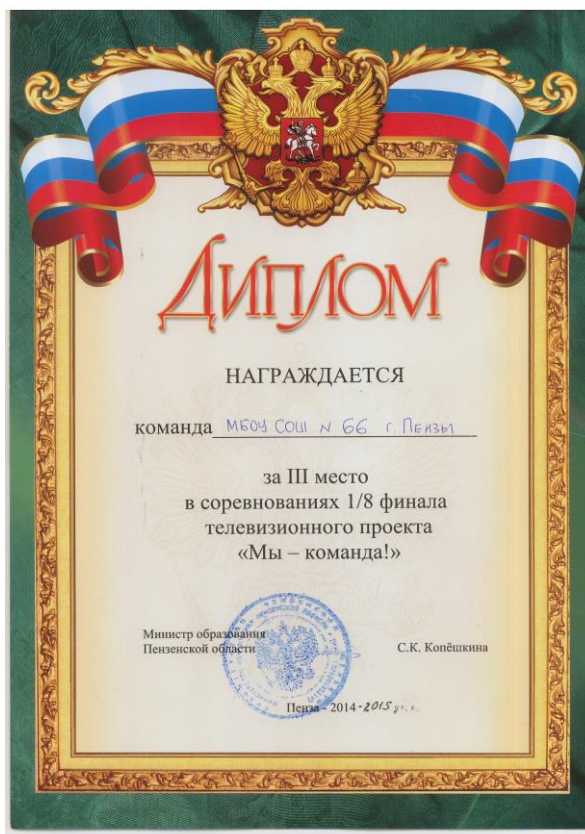 Диплом
НАГРАЖДАЕТСЯ
команда МБОУ СОШ N 66 г. Пензы
за III место
в соревнованиях 1/8 финала
телевизионного проекта
«Мы – команда!»
Министр образования
Пензенской области
С.К. Копёшкина
Пенза - 2014-2015 уч. г.